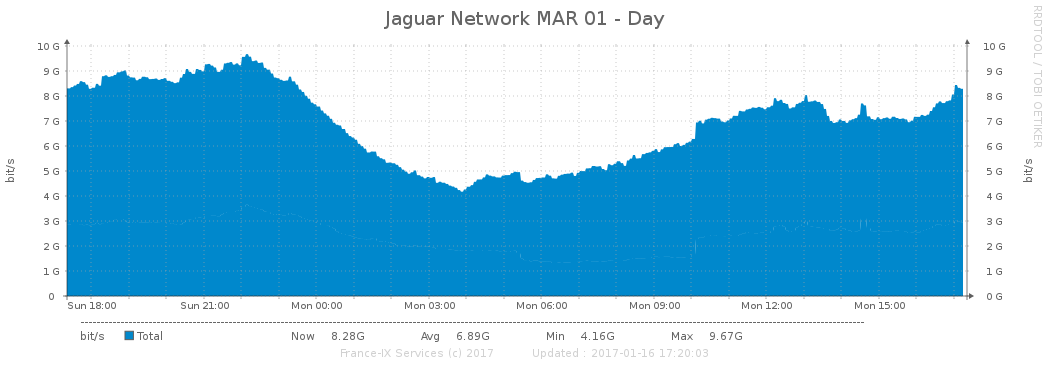 Jaguar Network MAR 01 - Day
RRDTOOL / TOBI OETIKER
bit/s
10 G
9 G
8 G
7 G
6 G
5 G
4 G
3 G
2 G
1 G
0
10 G
9 G
8 G
7 G
6 G
5 G
4 G
3 G
2 G
1 G
0 G
bit/s
Sun 18:00 Sun 21:00 Mon 00:00 Mon 03:00 Mon 06:00 Mon 09:00 Mon 12:00 Mon 15:00
bit/s Total Now 8.28G Avg 6.89G Min 4.16G Max 9.67G
France-IX Services (c) 2017 Updated : 2017-01-16 17:20:03